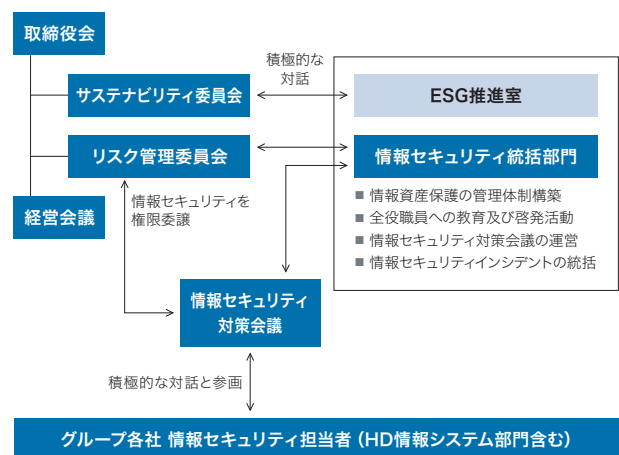 取締役会
積極的な
対話
サステナビリティ委員会
ESG推進室
リスク管理委員会
情報セキュリティ統括部門
■ 情報資産保護の管理体制構築
■ 全役職員への教育及び啓発活動
■ 情報セキュリティ対策会議の運営
■ 情報セキュリティインシデントの統括
経営会議
情報セキュリティを
権限委譲
情報セキュリティ
対策会議
積極的な対話と参画
グループ各社 情報セキュリティ担当者（HD情報システム部門含む）